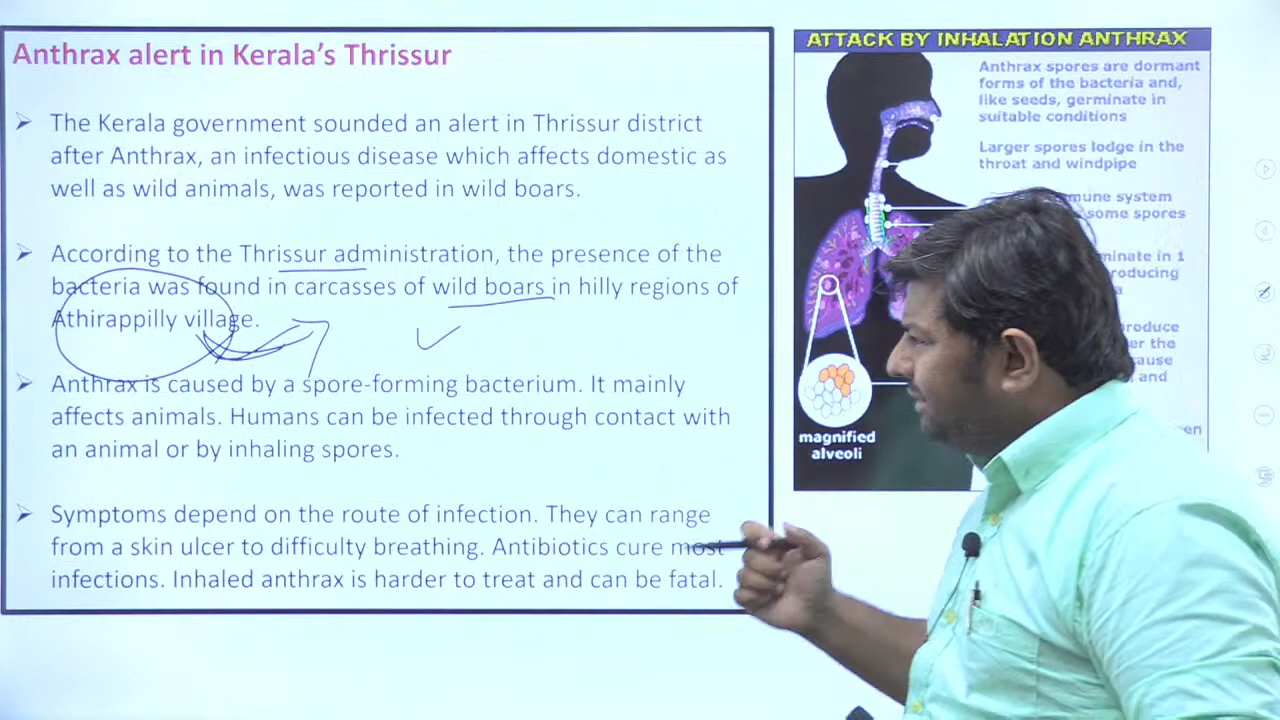 Anthrax alert in Kerala's Thrissur
➢ The Kerala government sounded an alert in Thrissur district
after Anthrax, an infectious disease which affects domestic as
well as wild animals, was reported in wild boars.
➢ According to the Thrissur administration, the presence of the
bacteria was found in carcasses of wild boars in hilly regions of
Athirappilly village.
➢ Anthrax is caused by a spore-forming bacterium. It mainly
affects animals. Humans can be infected through contact with
an animal or by inhaling spores.
➢ Symptoms depend on the route of infection. They can range
from a skin ulcer to difficulty breathing. Antibiotics cure most
infections. Inhaled anthrax is harder to treat and can be fatal.
ATTACK BY INHALATION ANTHRAX
Anthrax spores are dormant
forms of the bacteria and,
like seeds, germinate in
suitable conditions
Larger spores lodge in the
throat and windpipe
system
some spores
in 1
and
magnified
alveoli